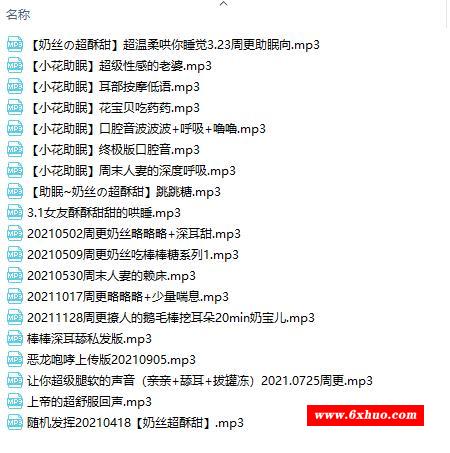 名称
【奶丝の超酥甜】超温柔哄你睡觉3.23周更助眠向.mp3
【小花助眠】超级性感的老婆.mp3
【小花助眠】耳部按摩低语.mp3
【小花助眠】花宝贝吃药药.mp3
【小花助眠】口腔音波波波+呼吸+噜噜.mp3
【小花助眠】终极版口腔音.mp3
【小花助眠】周末人妻的深度呼吸.mp3
【助眠~奶丝の超酥甜】跳跳糖.mp3
3.1女友酥酥甜甜的哄睡.mp3
20210502周更奶丝略略略+深耳甜.mp3
20210509周更奶丝吃棒棒糖系列1.mp3
20210530周末人妻的赖床.mp3
20211017周更略略略+少量喘息.mp3
20211128周更撩人的鹅毛棒挖耳朵20min奶宝儿.mp3
棒棒深耳舔私发版.mp3
恶龙咆哮上传版20210905.mp3
让你超级腿软的声音（亲亲+舔耳+拔罐冻）2021.0725周更.mp3
上帝的超舒服回声.mp3
随机发挥20210418【奶丝超酥甜】.mp3
www.6xhuo.com